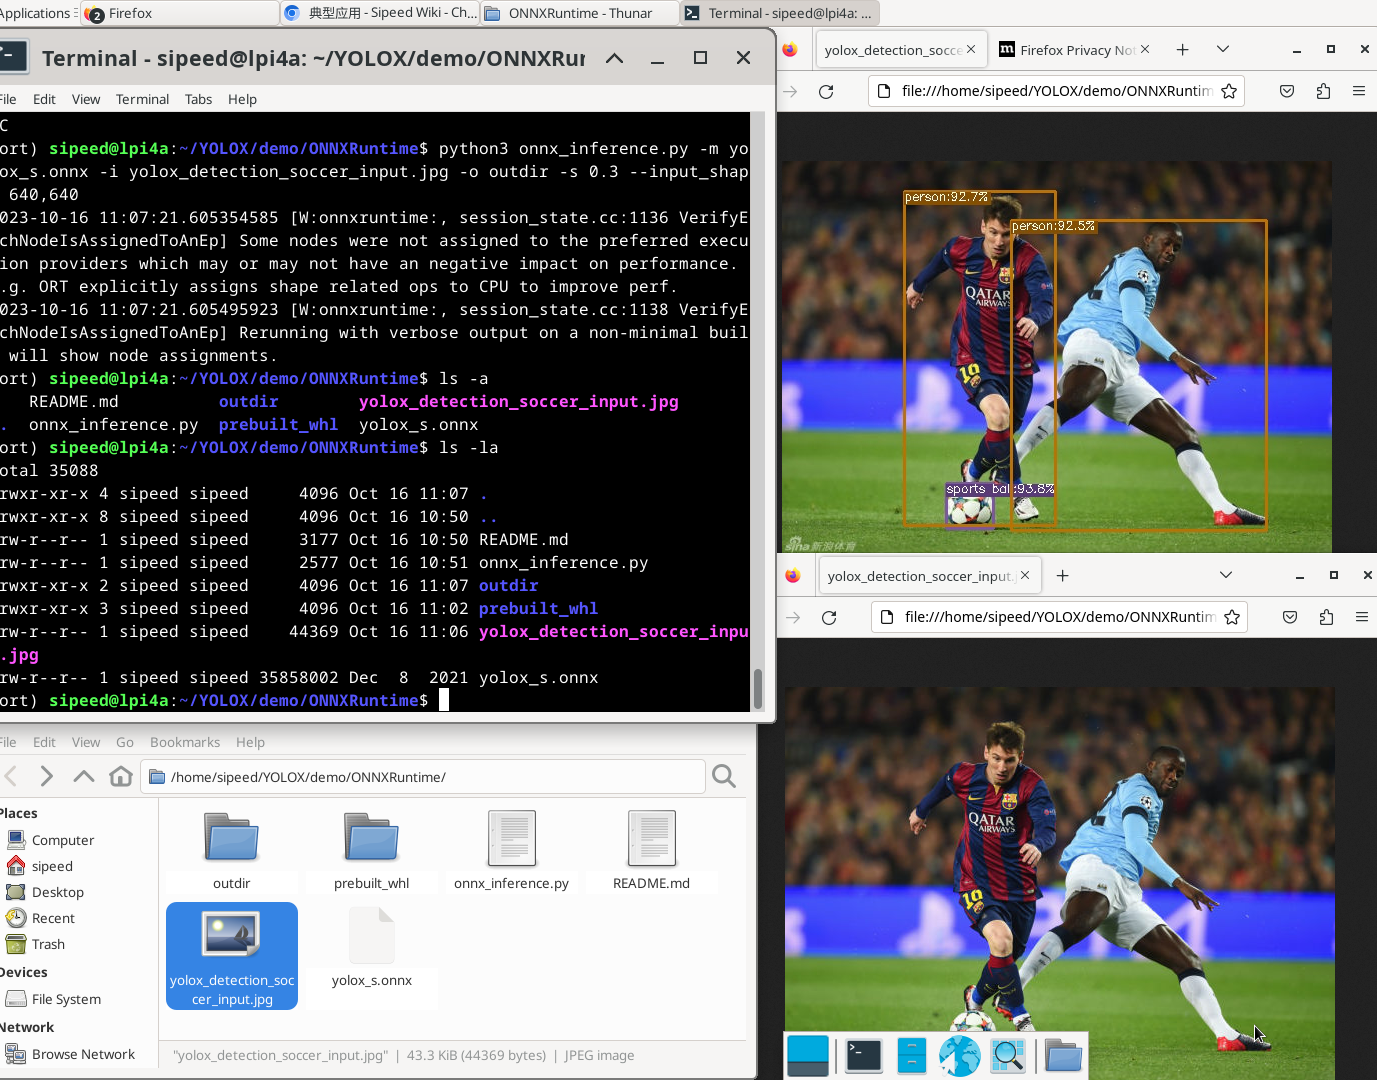 Applications
2 Firefox
典型应用 - Sipeed Wiki - Ch...
ONNXRuntime - Thunar
Terminal - sipeed@lpi4a: ...
Terminal - sipeed@lpi4a: ~/YOLOX/demo/ONNXRun
File Edit View Terminal Tabs Help
C
ort) sipeed@lpi4a:~/YOLOX/demo/ONNXRuntime$ python3 onnx_inference.py -m yo
ox_s.onnx -i yolox_detection_soccer_input.jpg -o outdir -s 0.3 --input_shap
640,640
023-10-16 11:07:21.605354585 [W:onnxruntime:, session_state.cc:1136 VerifyE
chNodeIsAssignedToAnEp] Some nodes were not assigned to the preferred execu
ion providers which may or may not have an negative impact on performance.
.g. ORT explicitly assigns shape related ops to CPU to improve perf.
023-10-16 11:07:21.605495923 [W:onnxruntime:, session_state.cc:1138 VerifyE
chNodeIsAssignedToAnEp] Rerunning with verbose output on a non-minimal buil
will show node assignments.
ort) sipeed@lpi4a:~/YOLOX/demo/ONNXRuntime$ ls -a
README.md outdir yolox_detection_soccer_input.jpg
. onnx_inference.py prebuilt_whl yolox_s.onnx
ort) sipeed@lpi4a:~/YOLOX/demo/ONNXRuntime$ ls -la
otal 35088
rwxr-xr-x 4 sipeed sipeed 4096 Oct 16 11:07 .
rwxr-xr-x 8 sipeed sipeed 4096 Oct 16 10:50 ..
rw-r--r-- 1 sipeed sipeed 3177 Oct 16 10:50 README.md
rw-r--r-- 1 sipeed sipeed 2577 Oct 16 10:51 onnx_inference.py
rwxr-xr-x 2 sipeed sipeed 4096 Oct 16 11:07 outdir
rwxr-xr-x 3 sipeed sipeed 4096 Oct 16 11:02 prebuilt_whl
rw-r--r-- 1 sipeed sipeed 44369 Oct 16 11:06 yolox_detection_soccer_inpu
.jpg
rw-r--r-- 1 sipeed sipeed 35858002 Dec 8 2021 yolox_s.onnx
ort) sipeed@lpi4a:~/YOLOX/demo/ONNXRuntime$
File Edit View Go Bookmarks Help
/home/sipeed/YOLOX/demo/ONNXRuntime/
Places
Computer
sipeed
Desktop
Recent
Trash
Devices
File System
Network
Browse Network
outdir
prebuilt_whl
onnx_inference.py
README.md
yolox_detection_soc
cer_input.jpg
yolox_s.onnx
"yolox_detection_soccer_input.jpg" | 43.3 KiB (44369 bytes) | JPEG image
yolox_detection_socce
Firefox Privacy Not
file:///home/sipeed/YOLOX/demo/ONNXRuntim
person:92.7%
person:92.5%
QATAR
AIRWAYS
10
sports bal
:93.8%
sina 新浪体育
yolox_detection_soccer_input.j
file:///home/sipeed/YOLOX/demo/ONNXRuntim
QATAR
AIRWAYS
10